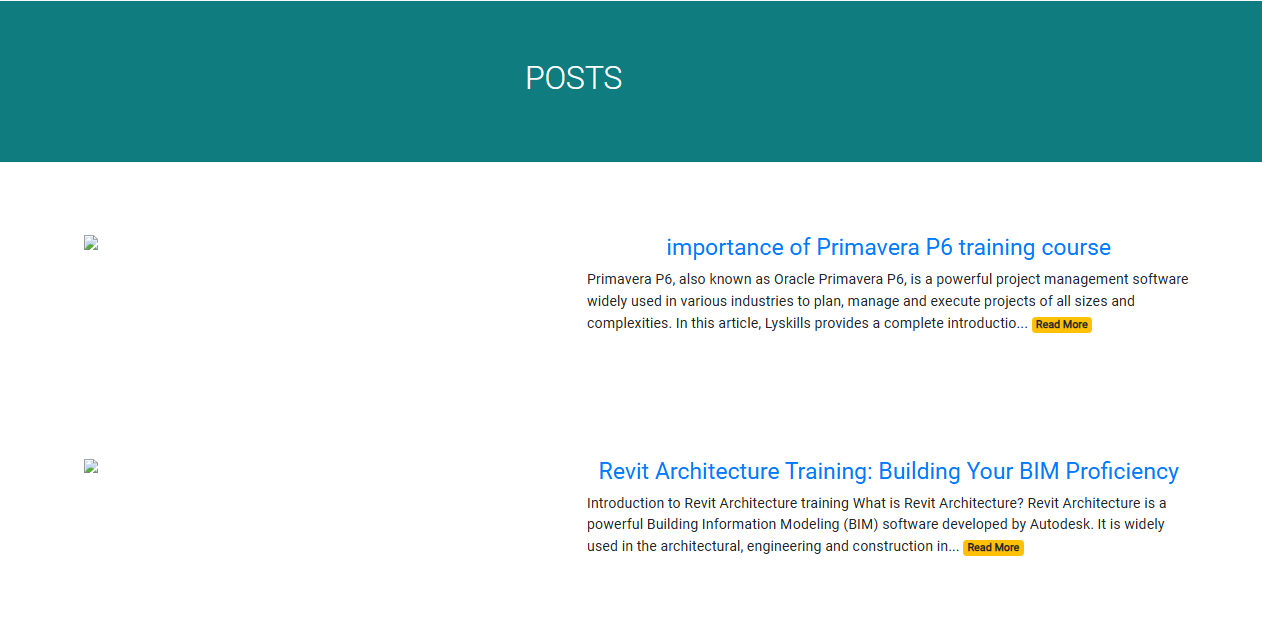 POSTS
importance of Primavera P6 training course
Primavera P6, also known as Oracle Primavera P6, is a powerful project management software
widely used in various industries to plan, manage and execute projects of all sizes and
complexities. In this article, Lyskills provides a complete introductio... Read More
Revit Architecture Training: Building Your BIM Proficiency
Introduction to Revit Architecture training What is Revit Architecture? Revit Architecture is a
powerful Building Information Modeling (BIM) software developed by Autodesk. It is widely
used in the architectural, engineering and construction in... Read More